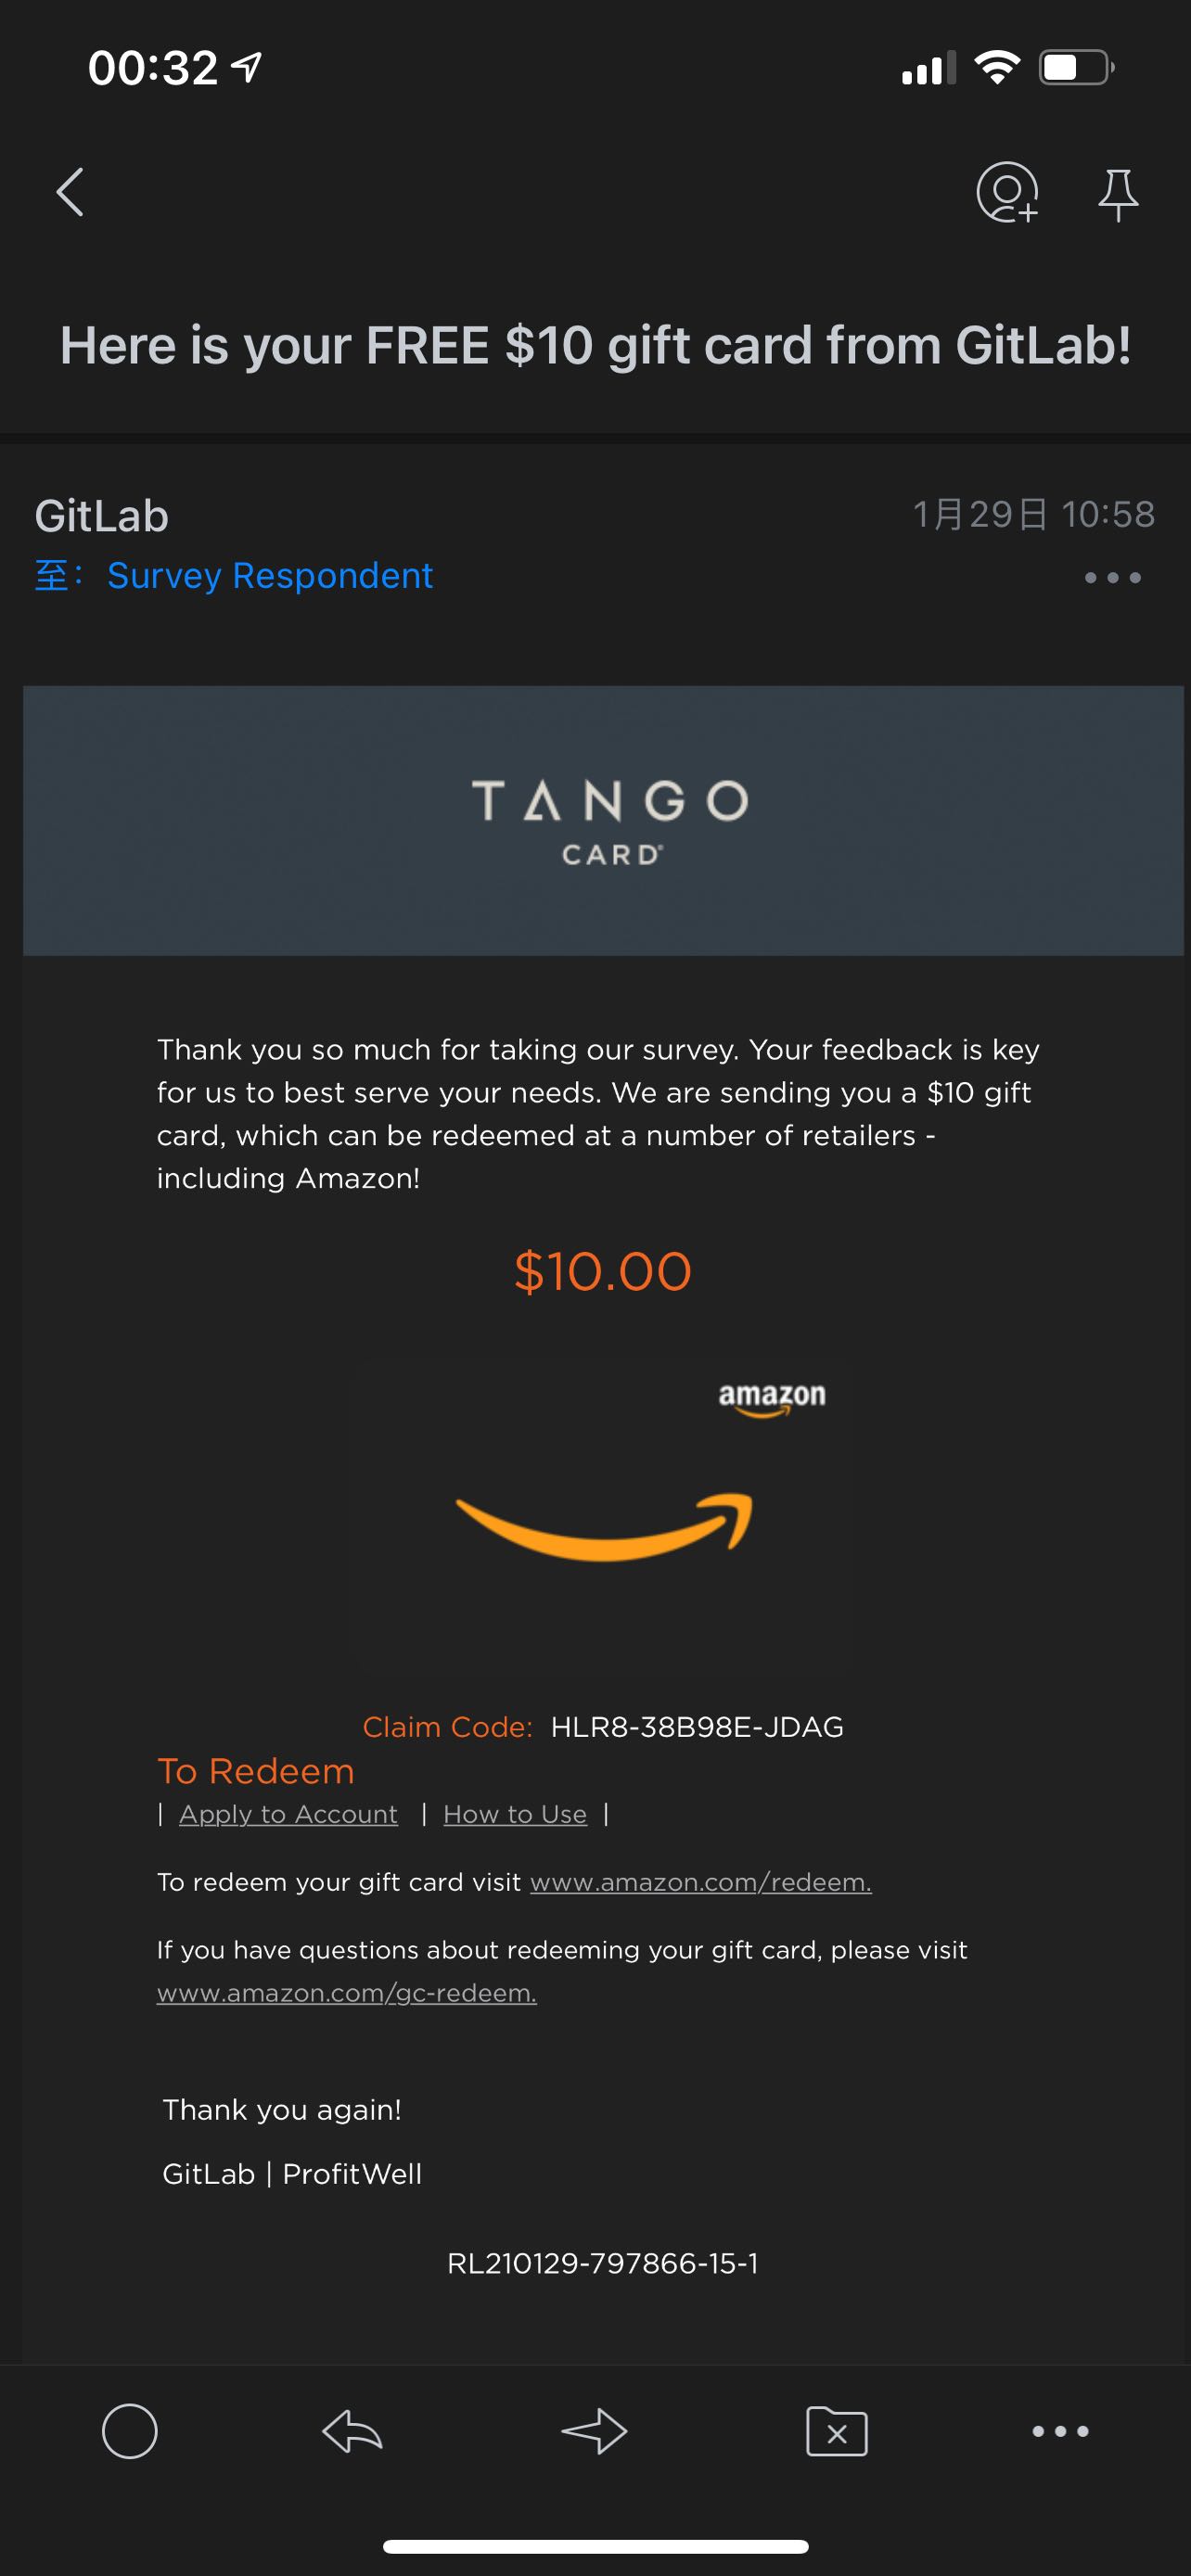 00:32
Here is your FREE $10 gift card from GitLab!
GitLab
1月29日 10:58
至: Survey Respondent
TANGO
CARD
Thank you so much for taking our survey. Your feedback is key
for us to best serve your needs. We are sending you a $10 gift
card, which can be redeemed at a number of retailers -
including Amazon!
$10.00
amazon
Claim Code: HLR8-38B98E-JDAG
To Redeem
| Apply to Account | How to Use |
To redeem your gift card visit www.amazon.com/redeem.
If you have questions about redeeming your gift card, please visit
www.amazon.com/gc-redeem.
Thank you again!
GitLab | ProfitWell
RL210129-797866-15-1